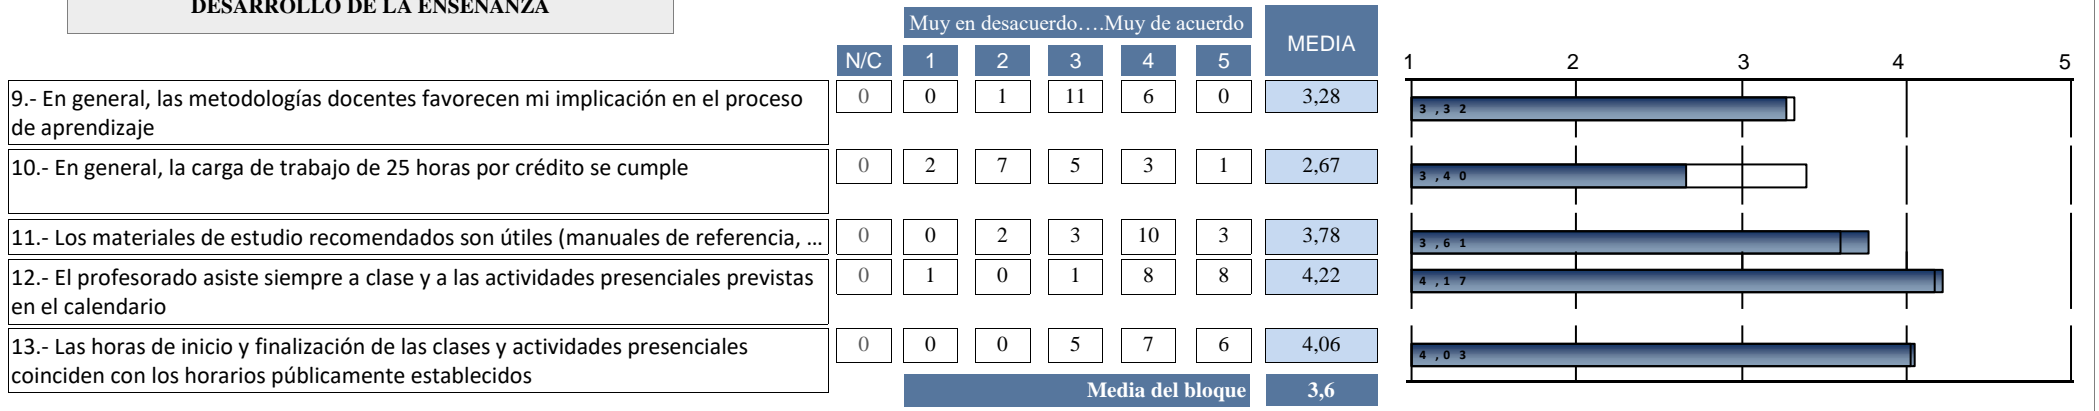 DESARROLLO DE LA ENSEÑANZA
Muy en desacuerdo….Muy de acuerdo
MEDIA
N/C 1 2 3 4 5
1 2 3 4 5
9.- En general, las metodologías docentes favorecen mi implicación en el proceso
de aprendizaje
0 0 1 11 6 0 3,28
3,32
10.- En general, la carga de trabajo de 25 horas por crédito se cumple
0 2 7 5 3 1 2,67
3,40
11.- Los materiales de estudio recomendados son útiles (manuales de referencia, ...
0 0 2 3 10 3 3,78
3,61
12.- El profesorado asiste siempre a clase y a las actividades presenciales previstas
en el calendario
0 1 0 1 8 8 4,22
4,17
13.- Las horas de inicio y finalización de las clases y actividades presenciales
coinciden con los horarios públicamente establecidos
0 0 0 5 7 6 4,06
4,03
Media del bloque 3,6